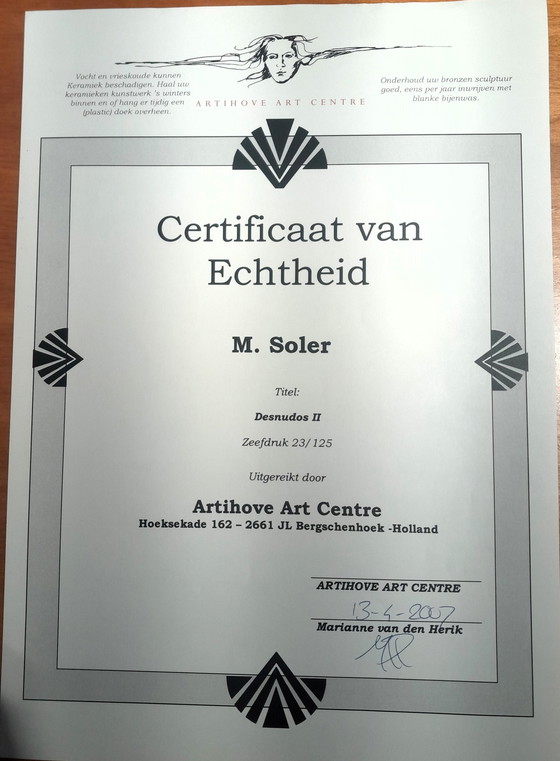 Vocht en vrieskoude kunnen
Keramiek beschadigen. Haal uw
keramieken kunstwerk 's winters
binnen en of hang er tijdig een
(plastic) doek overheen.
Onderhoud uw bronzen sculptuur
goed, eens per jaar inwrijven met
blanke bijenwas.
ARTIHOVE ART CENTRE
Certificaat van
Echtheid
M. Soler
Titel:
Desnudos II
Zeefdruk 23/125
Uitgereikt door
Artihove Art Centre
Hoeksekade 162 – 2661 JL Bergschenhoek -Holland
ARTIHOVE ART CENTRE
13-4-2007
Marianne van den Herik